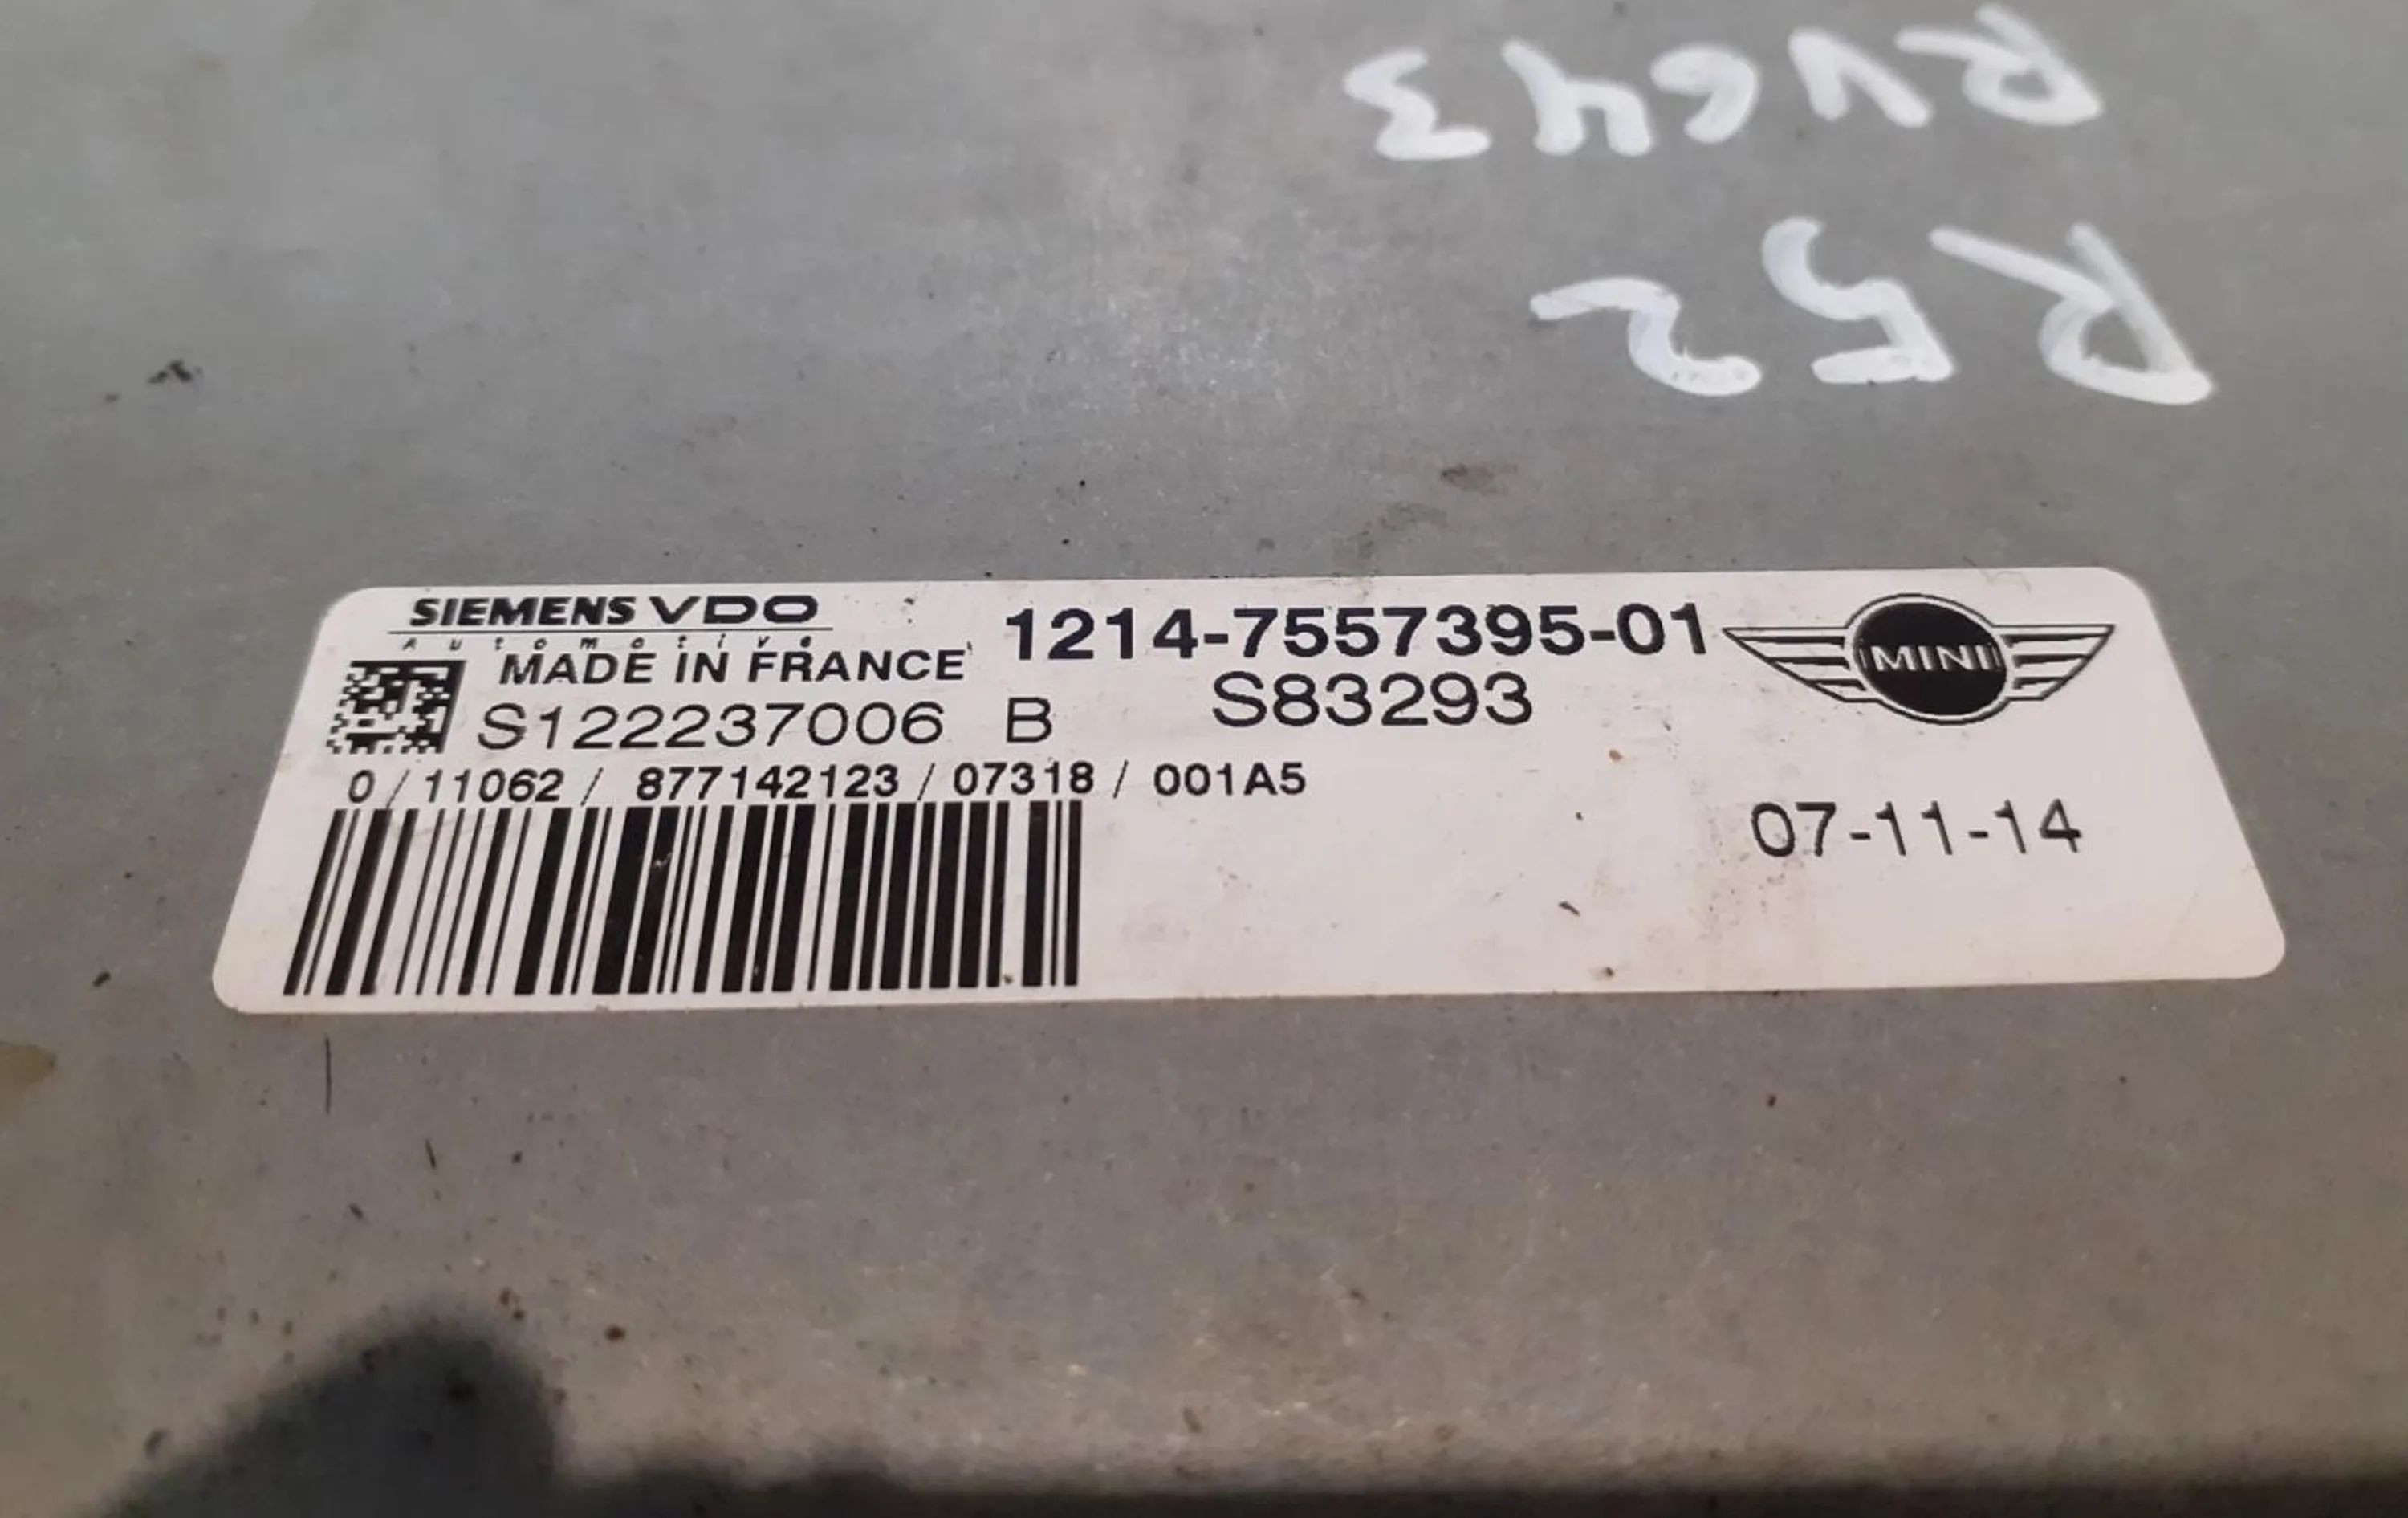 RV643
R52
SIEMENS VDO
Automotive
MADE IN FRANCE
1214-7557395-01
MINI
S122237006 B
S83293
0/11062/ 877142123/07318/ 001A5
07-11-14